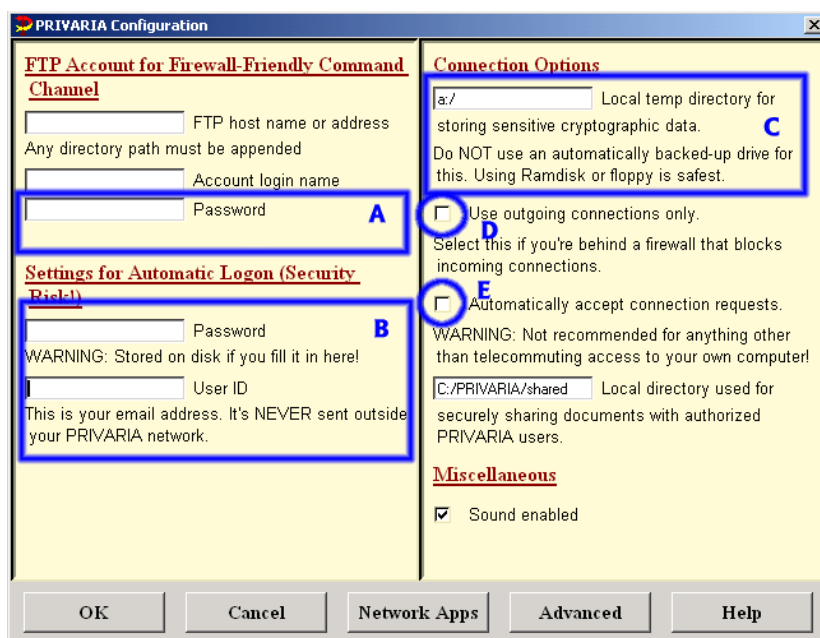 PRIVARIA Configuration
FTP Account for Firewall-Friendly Command
Channel
FTP host name or address
Any directory path must be appended
Account login name
Password
A
Settings for Automatic Logon (Security
Risk!)
Password
B
WARNING: Stored on disk if you fill it in here!
User ID
This is your email address. It's NEVER sent outside
your PRIVARIA network.
Connection Options
a:/ Local temp directory for
storing sensitive cryptographic data.
C
Do NOT use an automatically backed-up drive for
this. Using Ramdisk or floppy is safest.
Use outgoing connections only.
D
Select this if you're behind a firewall that blocks
incoming connections.
E
Automatically accept connection requests.
WARNING: Not recommended for anything other
than telecommuting access to your own computer!
C:/PRIVARIA/shared Local directory used for
securely sharing documents with authorized
PRIVARIA users.
Miscellaneous
Sound enabled
OK
Cancel
Network Apps
Advanced
Help